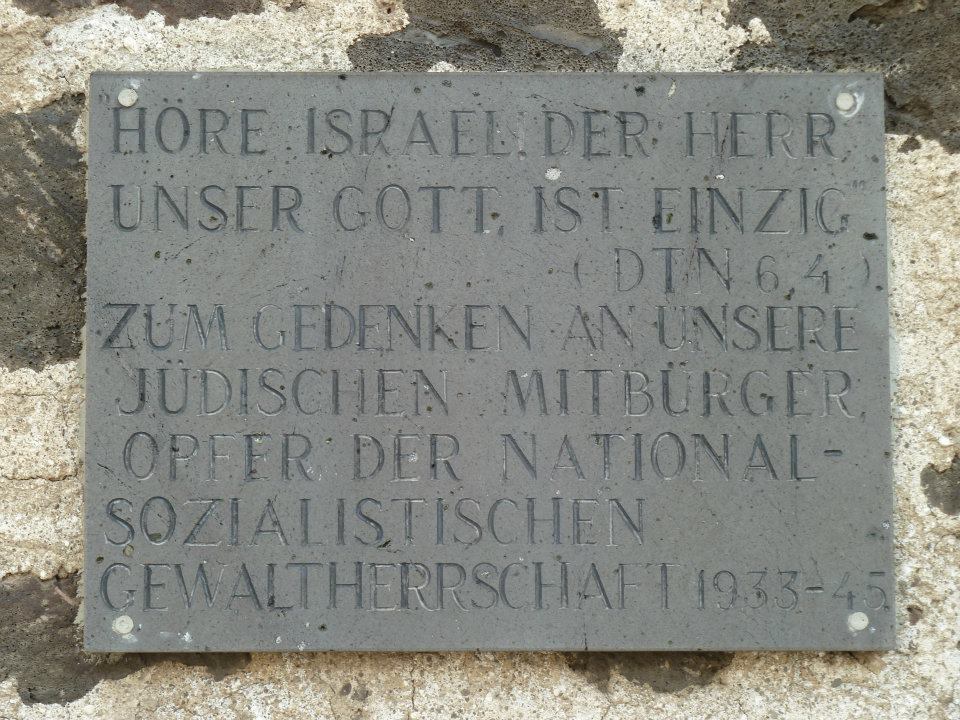 "HÖRE ISRAEL, DER HERR
UNSER GOTT, IST EINZIG"
(DTN 6,4)
ZUM GEDENKEN AN UNSERE
JÜDISCHEN MITBÜRGER,
OPFER DER NATIONAL-
SOZIALISTISCHEN
GEWALTHERRSCHAFT 1933-45